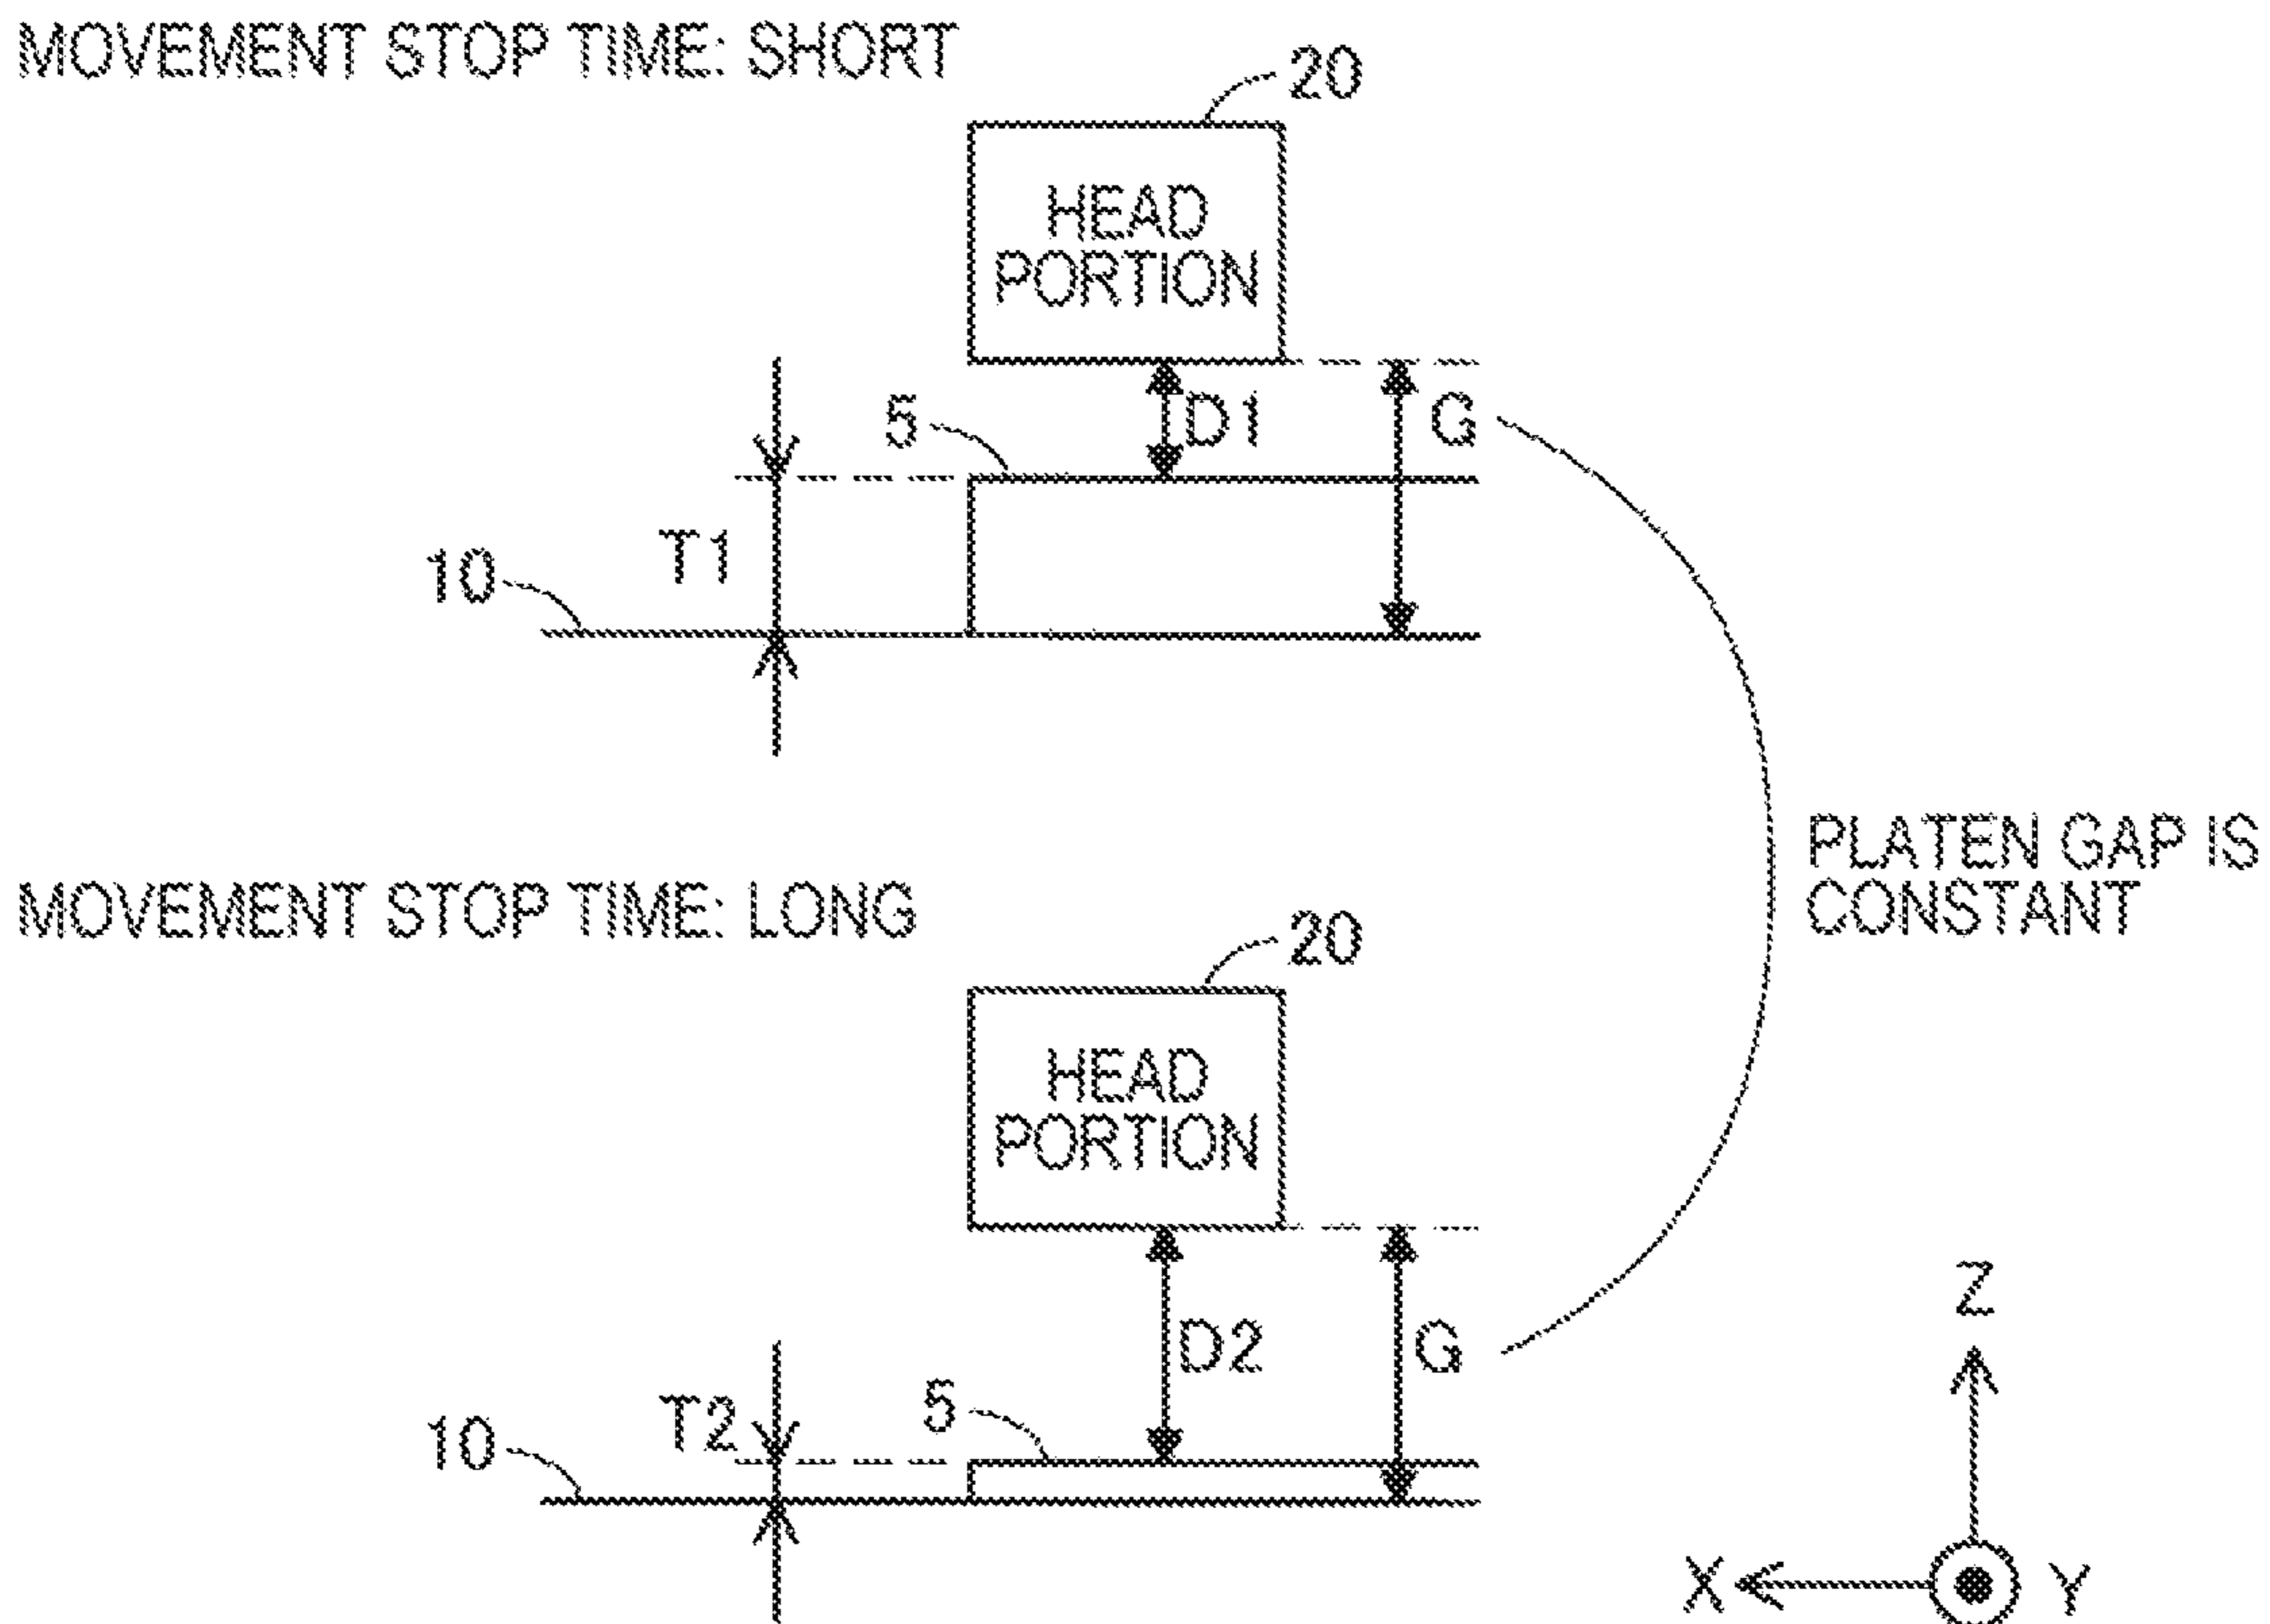 MOVEMENT STOP TIME: SHORT
20
HEAD
PORTION
5
D1
G
T1
10
PLATEN GAP IS
CONSTANT
MOVEMENT STOP TIME: LONG
20
HEAD
PORTION
D2
G
T2
5
10
Z
X
Y